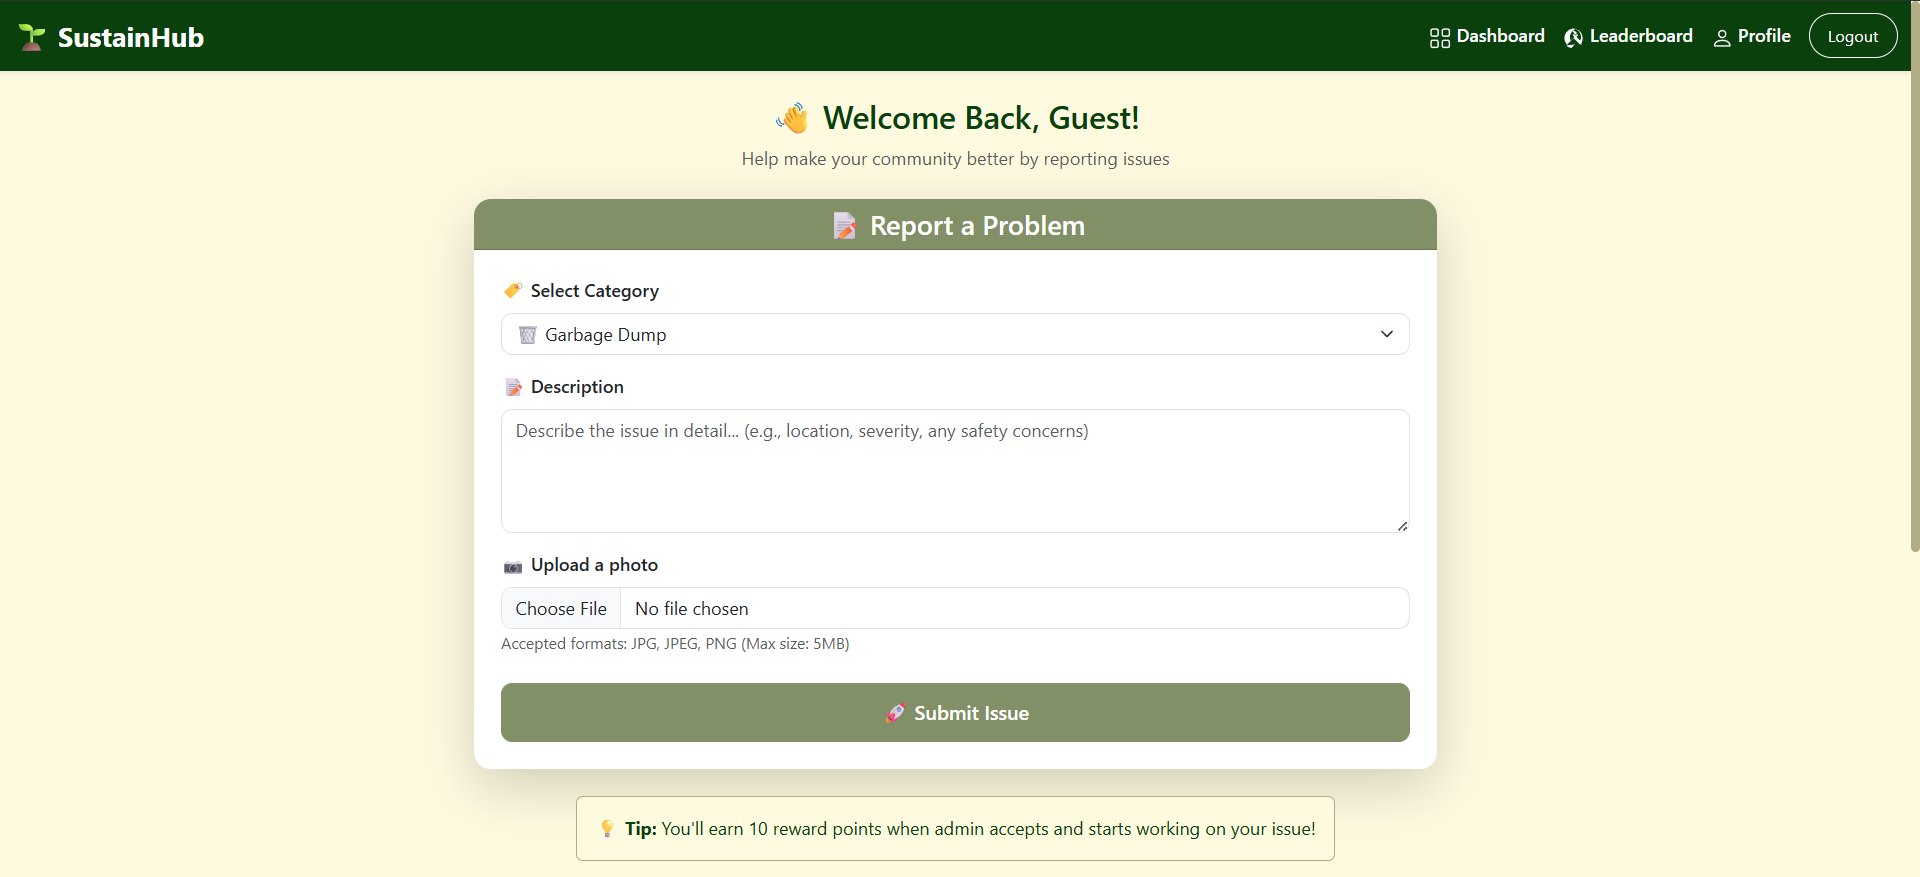 SustainHub
Dashboard
Leaderboard
Profile
Logout
👋 Welcome Back, Guest!
Help make your community better by reporting issues
📝 Report a Problem
🏷️ Select Category
🗑️ Garbage Dump
📝 Description
Describe the issue in detail... (e.g., location, severity, any safety concerns)
📷 Upload a photo
Choose File No file chosen
Accepted formats: JPG, JPEG, PNG (Max size: 5MB)
🚀 Submit Issue
💡 Tip: You'll earn 10 reward points when admin accepts and starts working on your issue!